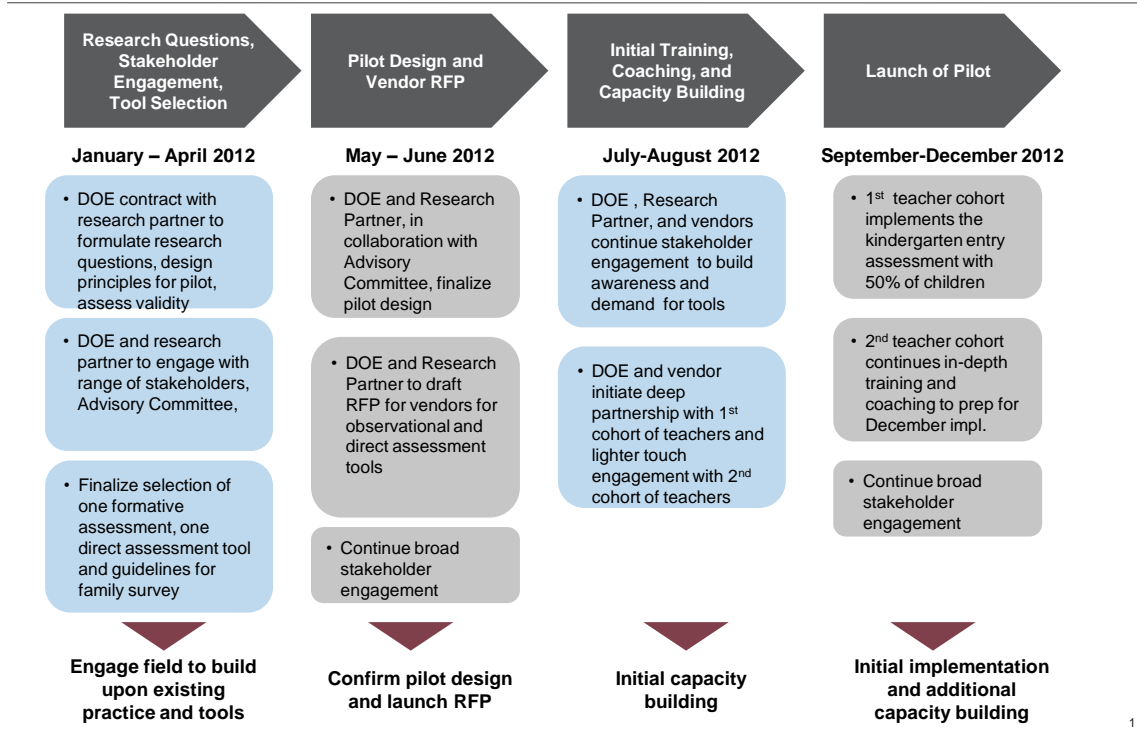 Research Questions,
Stakeholder
Engagement,
Tool Selection
January – April 2012
• DOE contract with
research partner to
formulate research
questions, design
principles for pilot,
assess validity
• DOE and research
partner to engage with
range of stakeholders,
Advisory Committee,
• Finalize selection of
one formative
assessment, one
direct assessment tool
and guidelines for
family survey
Engage field to build
upon existing
practice and tools
Pilot Design and
Vendor RFP
May – June 2012
• DOE and Research
Partner, in
collaboration with
Advisory
Committee, finalize
pilot design
• DOE and Research
Partner to draft
RFP for vendors for
observational and
direct assessment
tools
• Continue broad
stakeholder
engagement
Confirm pilot design
and launch RFP
Initial Training,
Coaching, and
Capacity Building
July-August 2012
• DOE , Research
Partner, and vendors
continue stakeholder
engagement to build
awareness and
demand for tools
• DOE and vendor
initiate deep
partnership with 1st
cohort of teachers and
lighter touch
engagement with 2nd
cohort of teachers
Initial capacity
building
Launch of Pilot
September-December 2012
• 1st teacher cohort
implements the
kindergarten entry
assessment with
50% of children
• 2nd teacher cohort
continues in-depth
training and
coaching to prep for
December impl.
• Continue broad
stakeholder
engagement
Initial implementation
and additional
capacity building
1